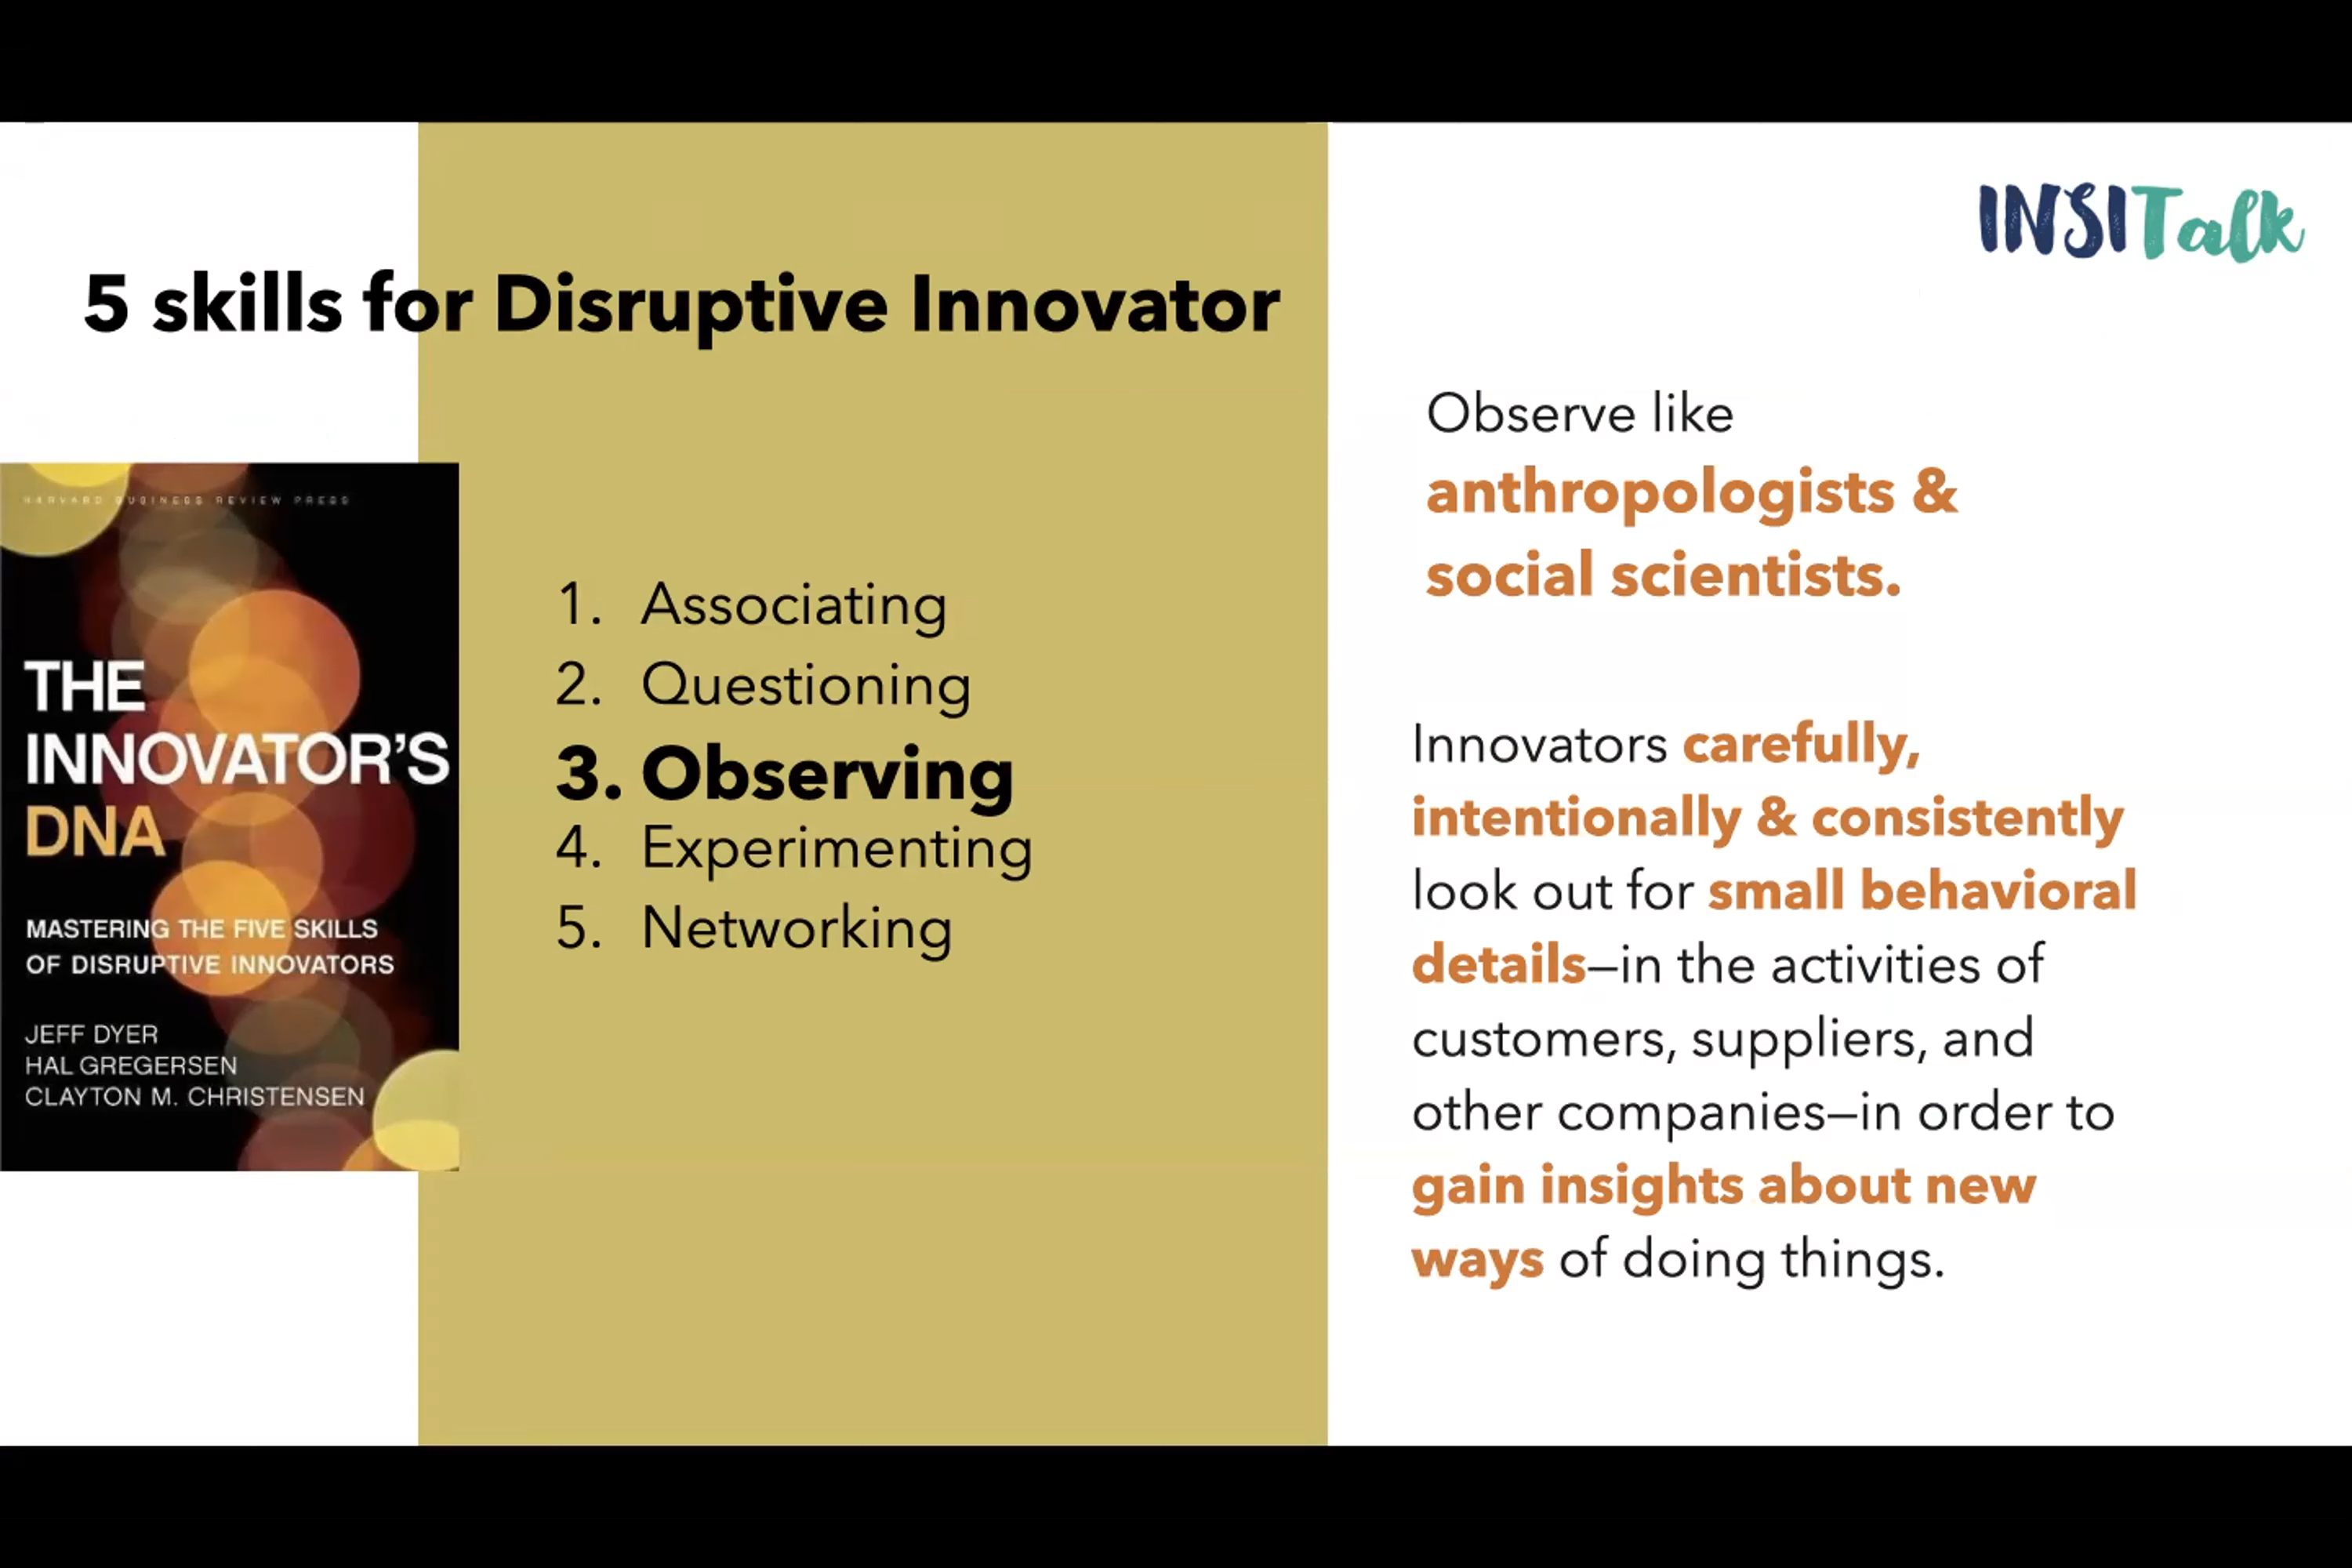 INSITalk
5 skills for Disruptive Innovator
HARVARD BUSINESS REVIEW PRESS
THE
INNOVATOR'S
DNA
MASTERING THE FIVE SKILLS
OF DISRUPTIVE INNOVATORS
JEFF DYER
HAL GREGERSEN
CLAYTON M. CHRISTENSEN
1. Associating
2. Questioning
3. Observing
4. Experimenting
5. Networking
Observe like
anthropologists &
social scientists.
Innovators carefully,
intentionally & consistently
look out for small behavioral
details—in the activities of
customers, suppliers, and
other companies—in order to
gain insights about new
ways of doing things.